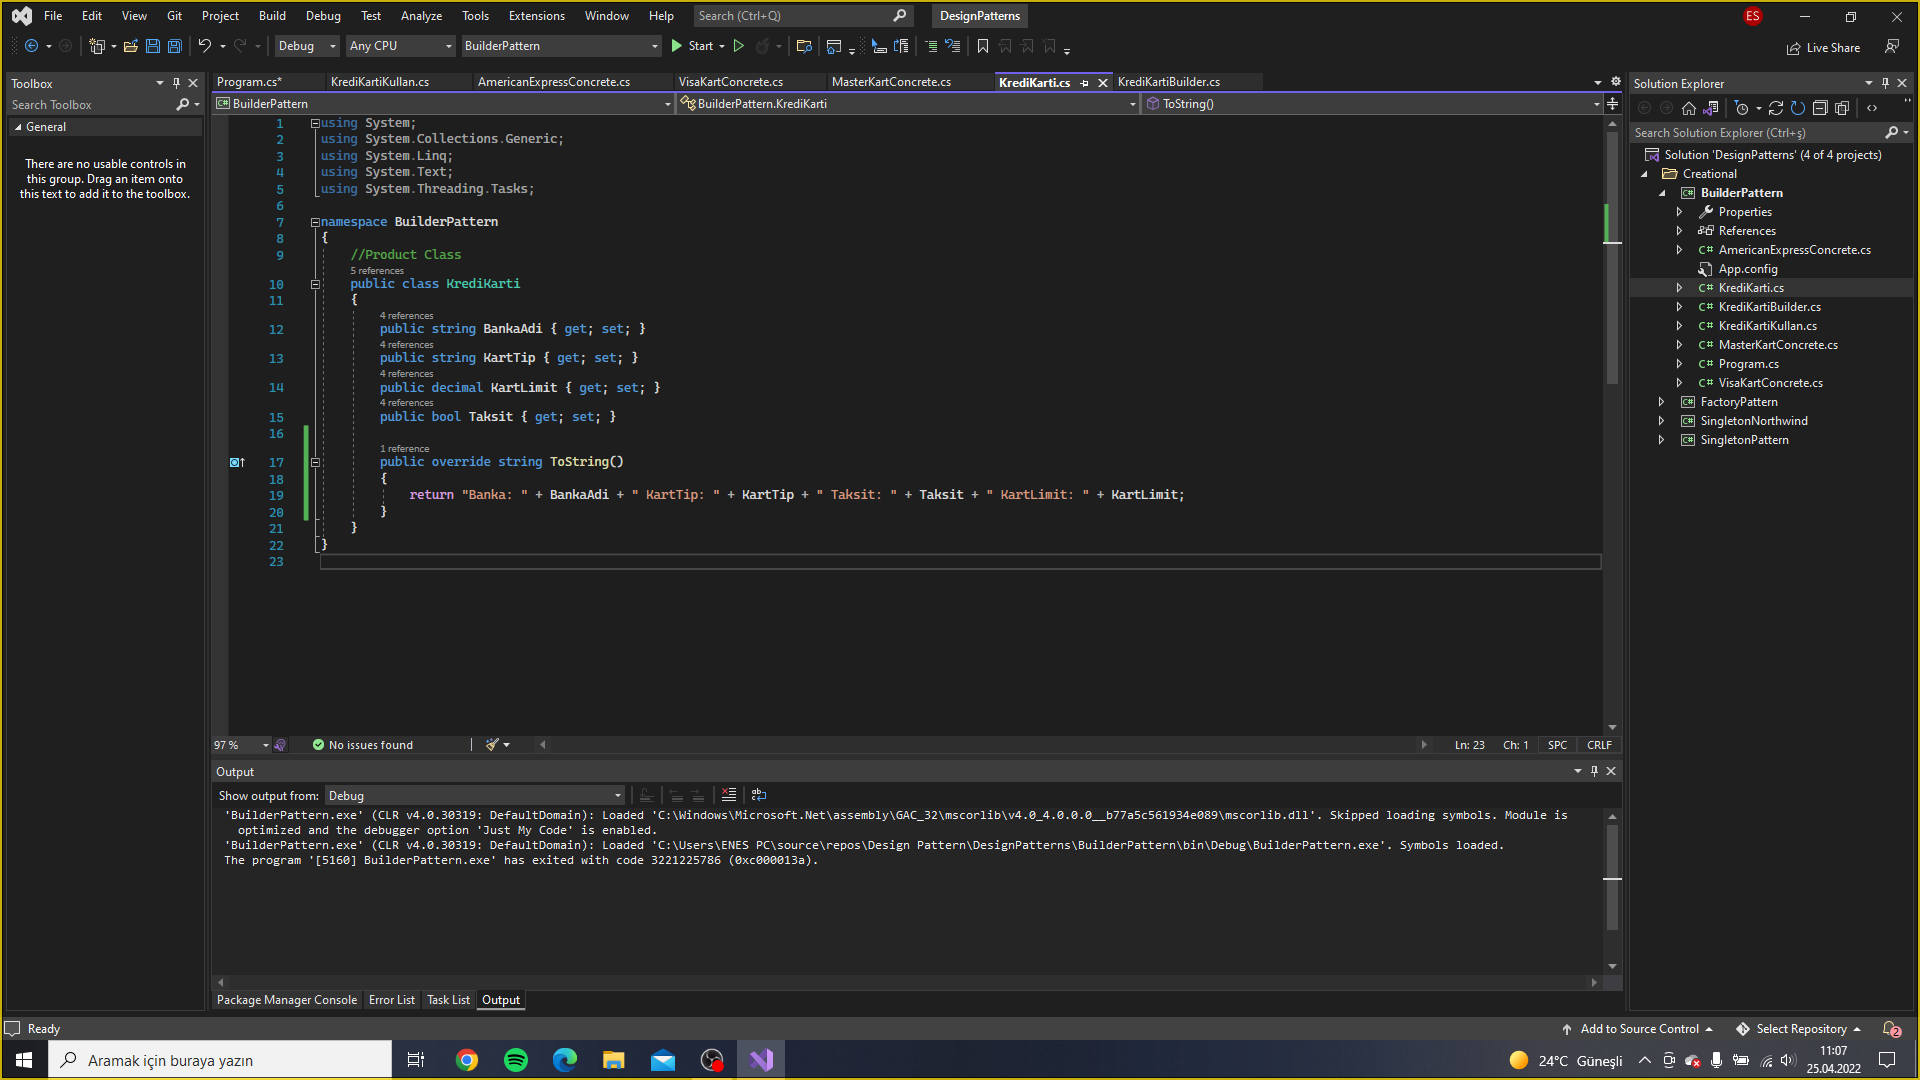 File Edit View Git Project Build Debug Test Analyze Tools Extensions Window Help Search (Ctrl+Q) DesignPatterns ES
Debug Any CPU BuilderPattern Start Live Share
Toolbox
Search Toolbox
General
There are no usable controls in
this group. Drag an item onto
this text to add it to the toolbox.
Program.cs* KrediKartiKullan.cs AmericanExpressConcrete.cs VisaKartConcrete.cs MasterKartConcrete.cs KrediKarti.cs KrediKartiBuilder.cs
BuilderPattern BuilderPattern.KrediKarti ToString()
1 using System;
2 using System.Collections.Generic;
3 using System.Linq;
4 using System.Text;
5 using System.Threading.Tasks;
6
7 namespace BuilderPattern
8 {
9 //Product Class
5 references
10 public class KrediKarti
11 {
4 references
12 public string BankaAdi { get; set; }
4 references
13 public string KartTip { get; set; }
4 references
14 public decimal KartLimit { get; set; }
4 references
15 public bool Taksit { get; set; }
16
1 reference
17 public override string ToString()
18 {
19 return "Banka: " + BankaAdi + " KartTip: " + KartTip + " Taksit: " + Taksit + " KartLimit: " + KartLimit;
20 }
21 }
22 }
23
97 % No issues found Ln: 23 Ch: 1 SPC CRLF
Output
Show output from: Debug
'BuilderPattern.exe' (CLR v4.0.30319: DefaultDomain): Loaded 'C:\Windows\Microsoft.Net\assembly\GAC_32\mscorlib\v4.0_4.0.0.0__b77a5c561934e089\mscorlib.dll'. Skipped loading symbols. Module is
optimized and the debugger option 'Just My Code' is enabled.
'BuilderPattern.exe' (CLR v4.0.30319: DefaultDomain): Loaded 'C:\Users\ENES PC\source\repos\Design Pattern\DesignPatterns\BuilderPattern\bin\Debug\BuilderPattern.exe'. Symbols loaded.
The program '[5160] BuilderPattern.exe' has exited with code 3221225786 (0xc000013a).
Package Manager Console Error List Task List Output
Solution Explorer
Search Solution Explorer (Ctrl+ş)
Solution 'DesignPatterns' (4 of 4 projects)
Creational
C# BuilderPattern
Properties
References
C# AmericanExpressConcrete.cs
App.config
C# KrediKarti.cs
C# KrediKartiBuilder.cs
C# KrediKartiKullan.cs
C# MasterKartConcrete.cs
C# Program.cs
C# VisaKartConcrete.cs
C# FactoryPattern
C# SingletonNorthwind
C# SingletonPattern
Ready Add to Source Control Select Repository 2
Aramak için buraya yazın 24°C Güneşli 11:07
25.04.2022